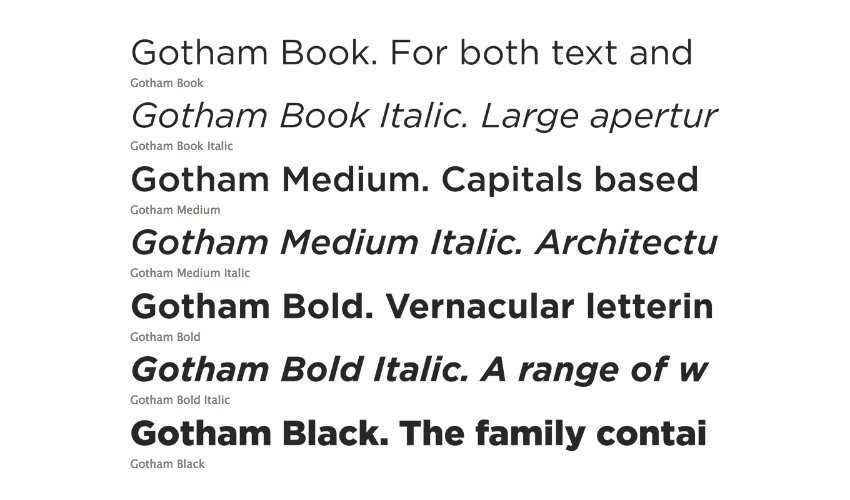 Gotham Book. For both text and
Gotham Book
Gotham Book Italic. Large apertur
Gotham Book Italic
Gotham Medium. Capitals based
Gotham Medium
Gotham Medium Italic. Architectu
Gotham Medium Italic
Gotham Bold. Vernacular letterin
Gotham Bold
Gotham Bold Italic. A range of w
Gotham Bold Italic
Gotham Black. The family contai
Gotham Black